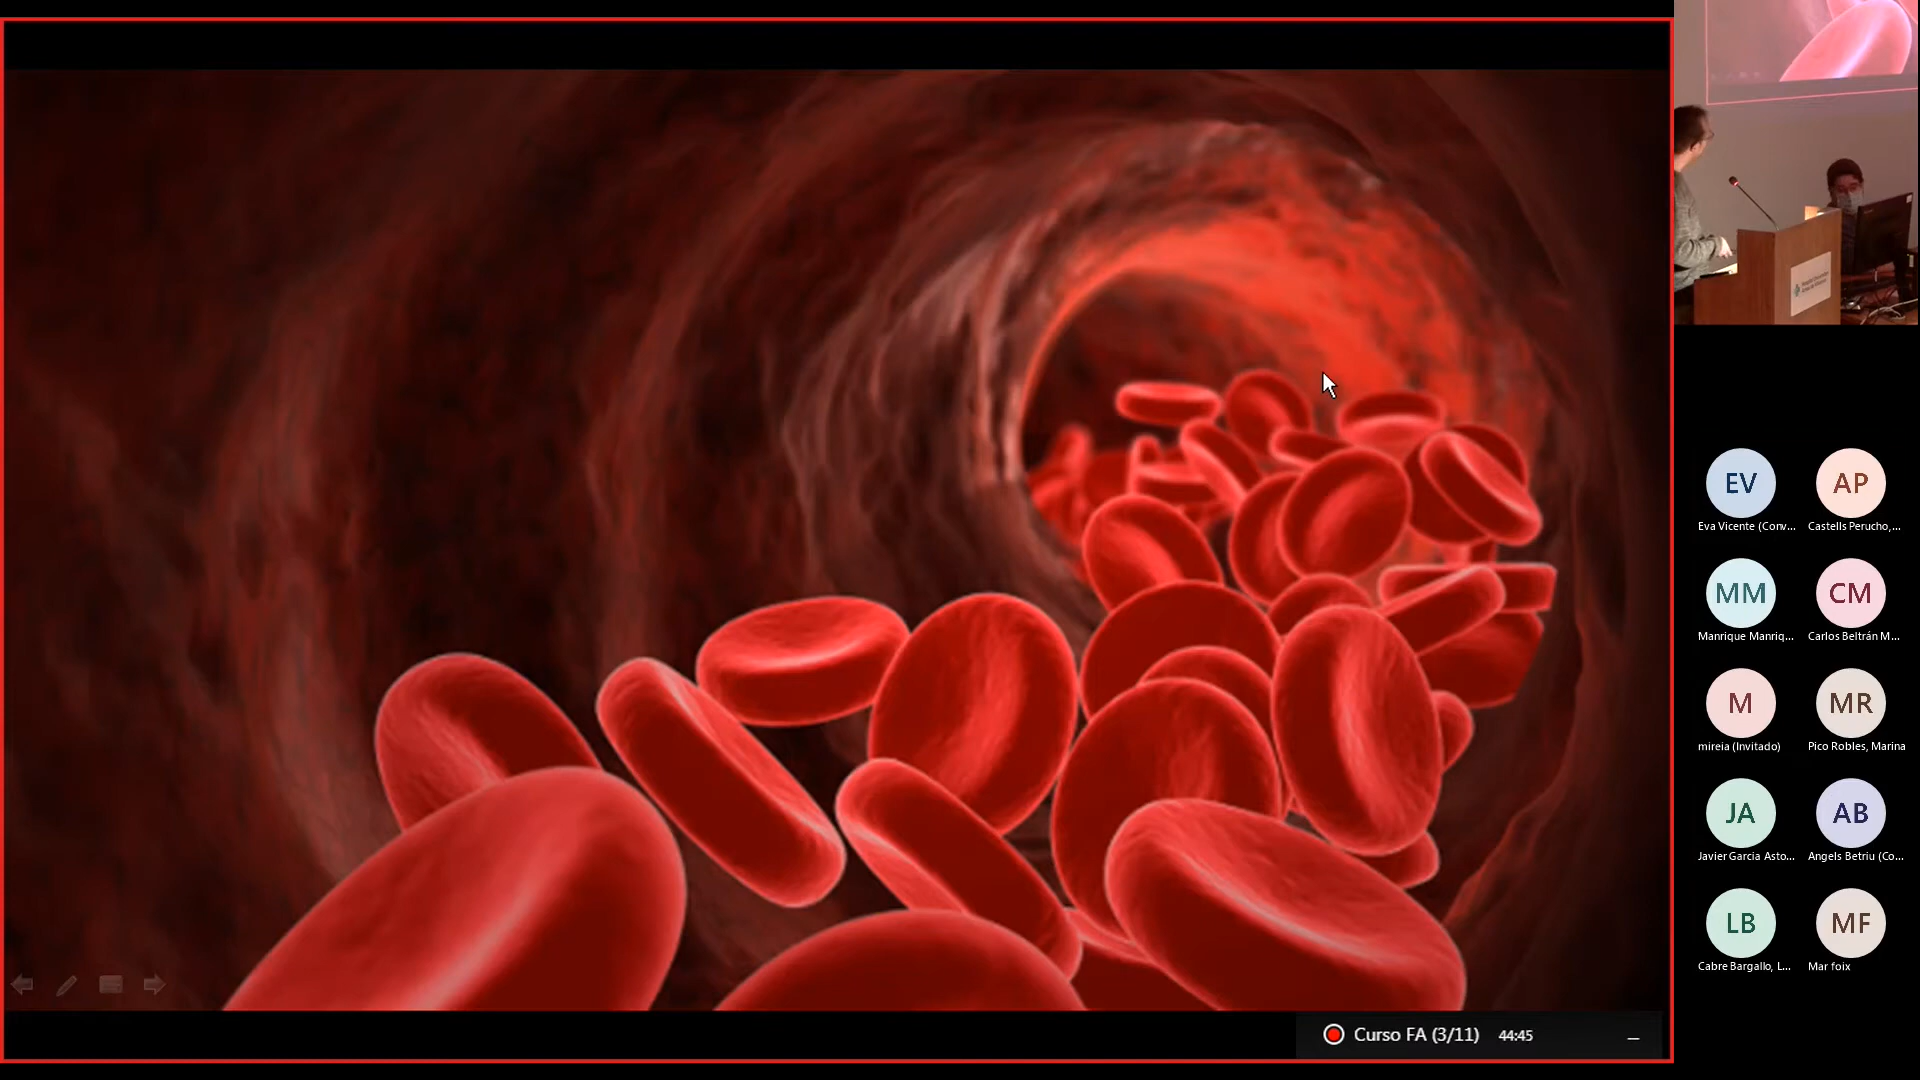 EV
AP
Eva Vicente (Conv...
Castells Perucho,...
MM
CM
Manrique Manriq...
Carlos Beltrán M...
M
MR
mireia (Invitado)
Pico Robles, Marina
JA
AB
Javier Garcia Asto...
Angels Betriu (Co...
LB
MF
Cabre Bargallo, L...
Mar foix
Curso FA (3/11) 44:45